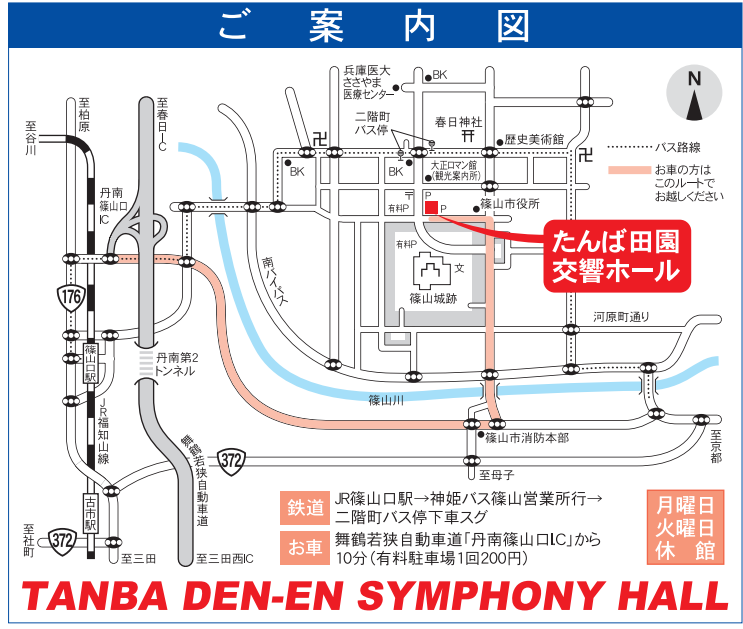 ご案内図
N
兵庫医大
ささやま
医療センター
BK
至柏原
至春日IC
至谷川
二階町
バス停
春日神社
歴史美術館
バス路線
お車の方は
このルートで
お越しください
BK
BK
大正ロマン館
(観光案内所)
丹南
篠山口
IC
〒
P
有料P
P
篠山市役所
たんば田園
交響ホール
有料P
文
篠山城跡
南バイパス
176
河原町通り
篠山口駅
丹南第2
トンネル
篠山川
JR福知山線
舞鶴若狭自動車道
372
篠山市消防本部
至京都
至母子
古市駅
至社町
372
至三田
至三田西IC
鉄道
JR篠山口駅→神姫バス篠山営業所行→
二階町バス停下車スグ
お車
舞鶴若狭自動車道「丹南篠山口IC」から
10分(有料駐車場1回200円)
月曜日
火曜日
休館
TANBA DEN-EN SYMPHONY HALL